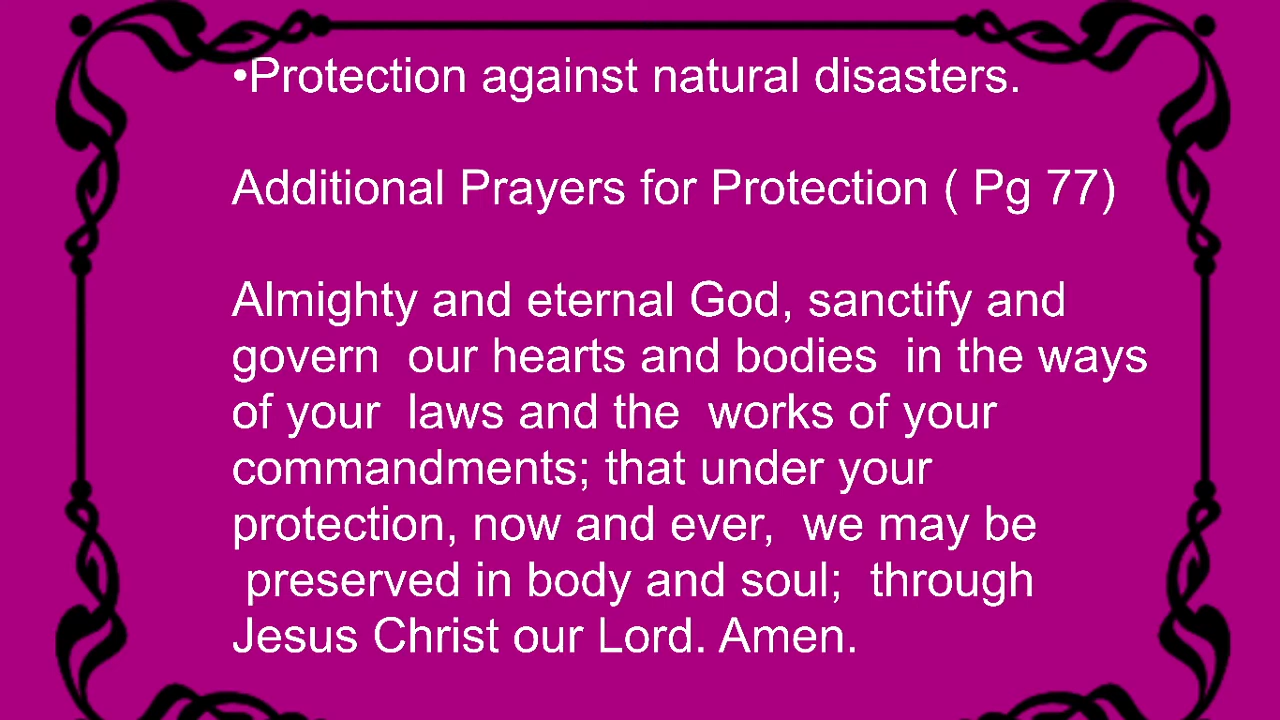 •Protection against natural disasters.
Additional Prayers for Protection ( Pg 77)
Almighty and eternal God, sanctify and
govern  our hearts and bodies  in the ways
of your  laws and the  works of your
commandments; that under your
protection, now and ever,  we may be
preserved in body and soul;  through
Jesus Christ our Lord. Amen.